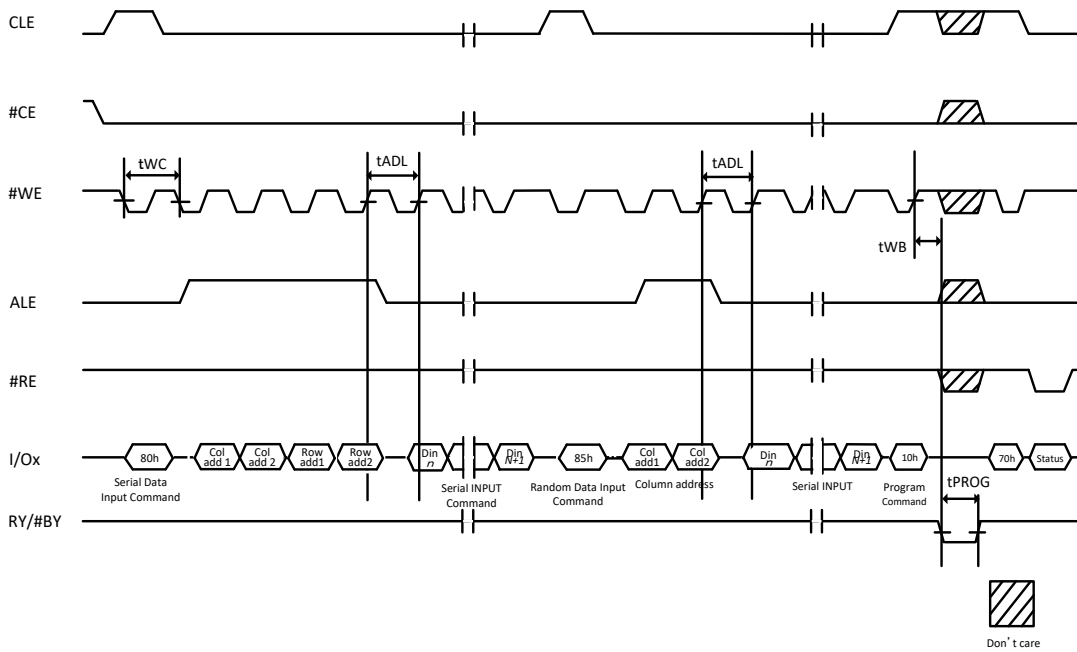 CLE
#CE
tWC
tADL
tADL
#WE
tWB
ALE
#RE
I/Ox
80h
Col
add 1
Col
add 2
Row
add1
Row
add2
Din
n
Din
N+1
85h
Col
add1
Col
add2
Din
n
Din
N+1
10h
70h
Status
Serial Data
Input Command
Serial INPUT
Command
Random Data Input
Command
Column address
Serial INPUT
Program
Command
tPROG
RY/#BY
Don't care